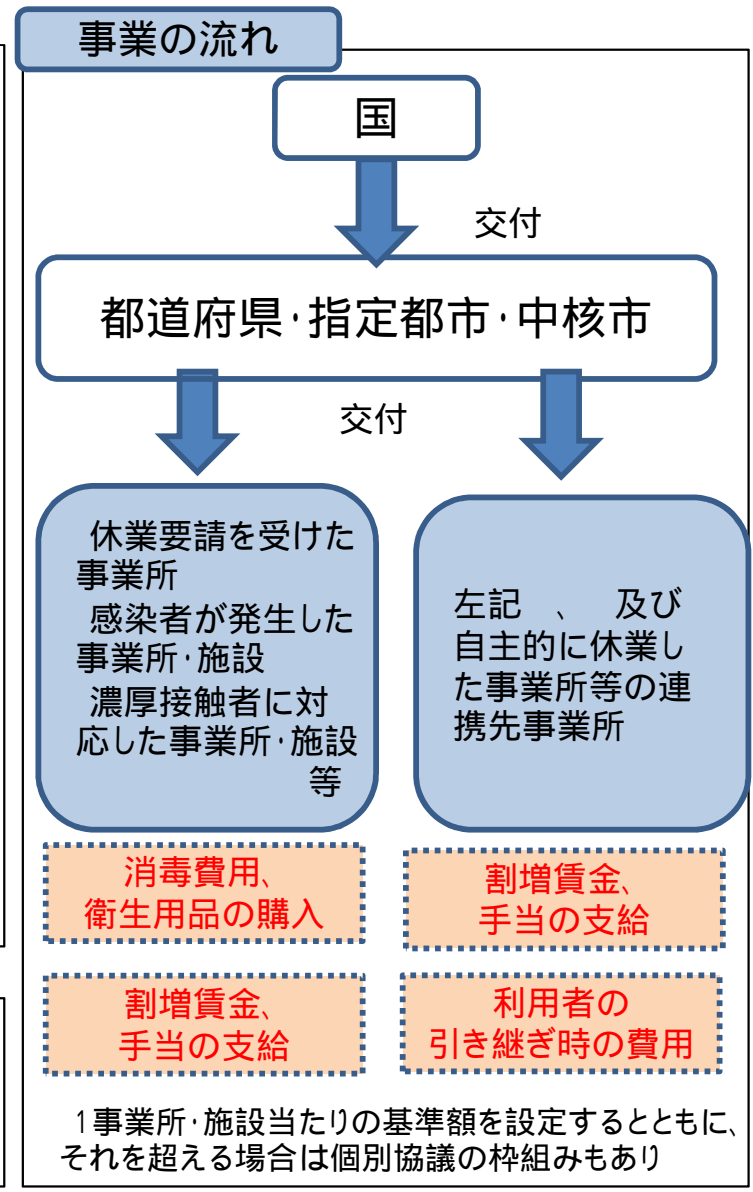 事業の流れ
国
交付
都道府県・指定都市・中核市
交付
休業要請を受けた
事業所
感染者が発生した
事業所・施設
濃厚接触者に対
応した事業所・施設
等
左記　、　及び
自主的に休業し
た事業所等の連
携先事業所
消毒費用、
衛生用品の購入
割増賃金、
手当の支給
割増賃金、
手当の支給
利用者の
引き継ぎ時の費用
1事業所・施設当たりの基準額を設定するとともに、
それを超える場合は個別協議の枠組みもあり